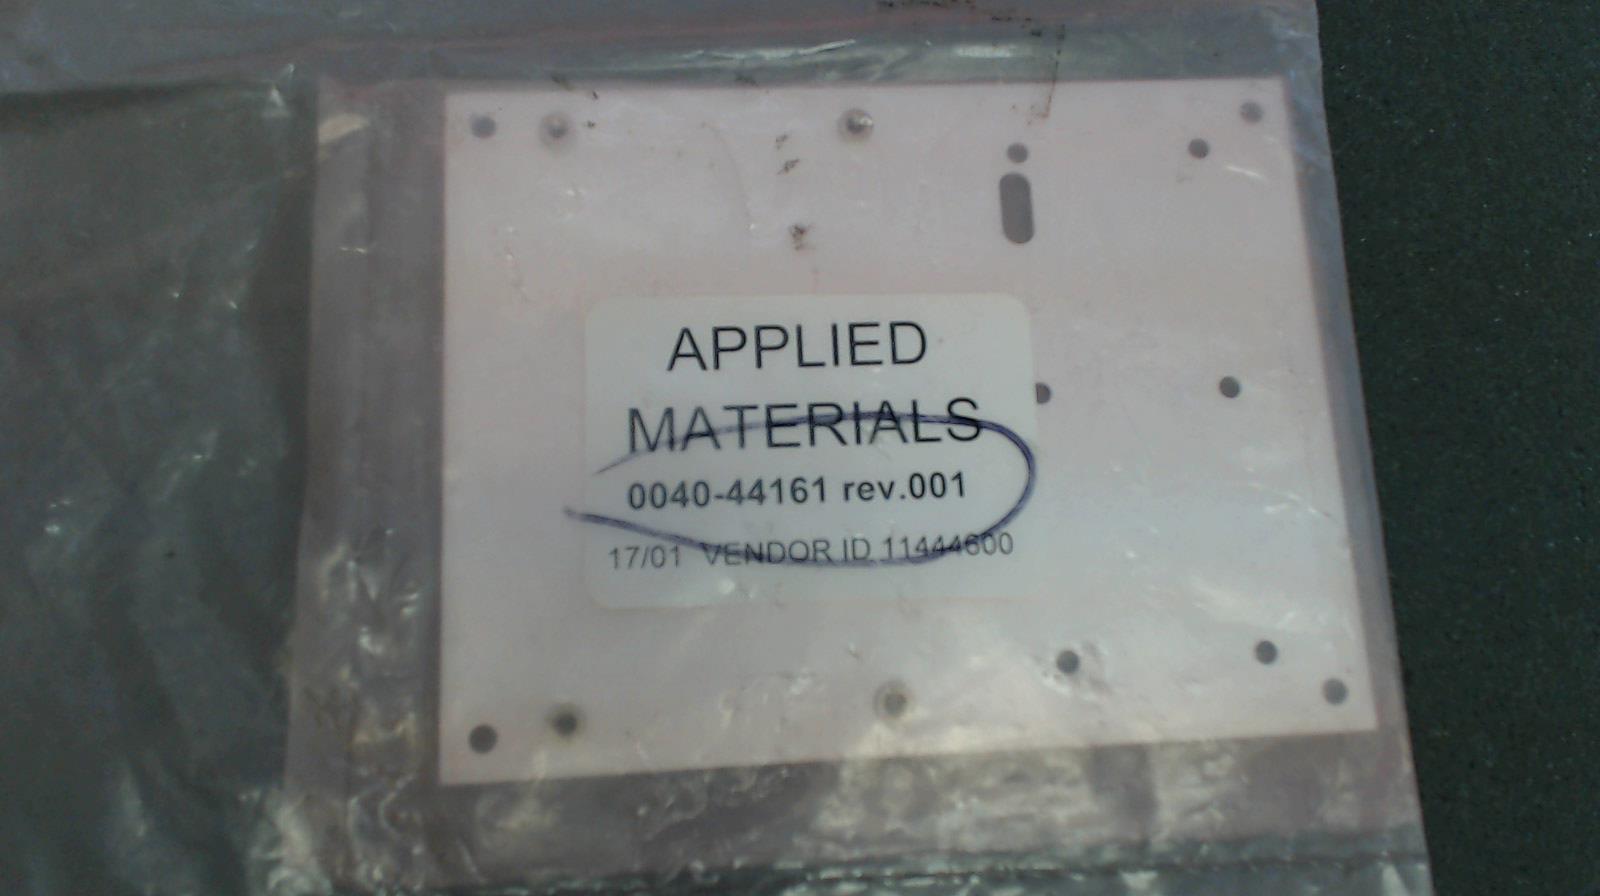 APPLIED
MATERIALS
0040-44161 rev.001
17/01 VENDOR ID 11444600